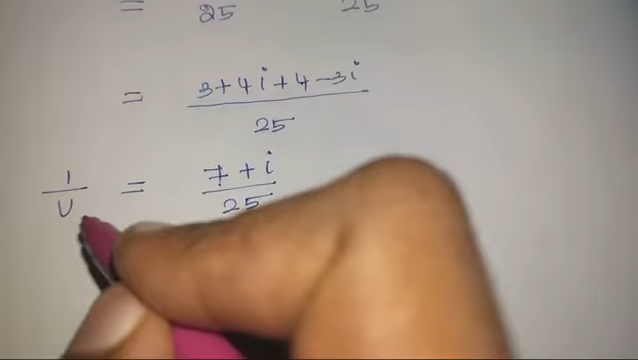 = 25 25
= 3+4i+4-3i / 25
1/u = 7+i / 25